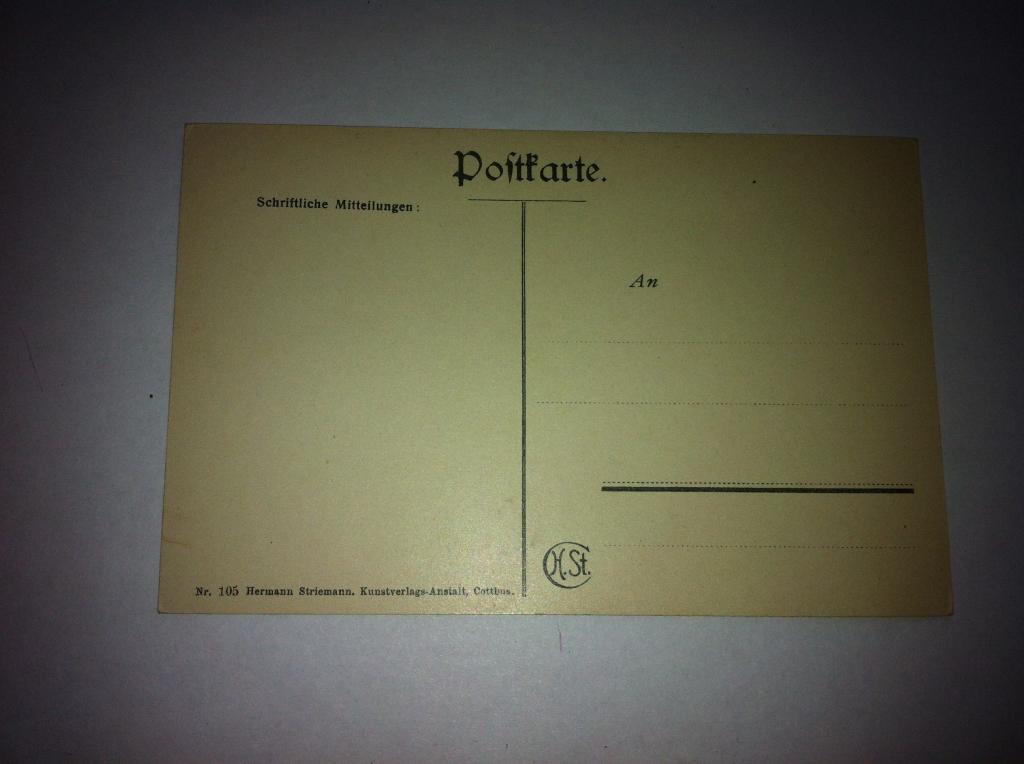 Poſtkarte.
Schriftliche Mitteilungen:
An
H.St.
Nr. 105 Hermann Striemann, Kunstverlags-Anstalt, Cottbus.